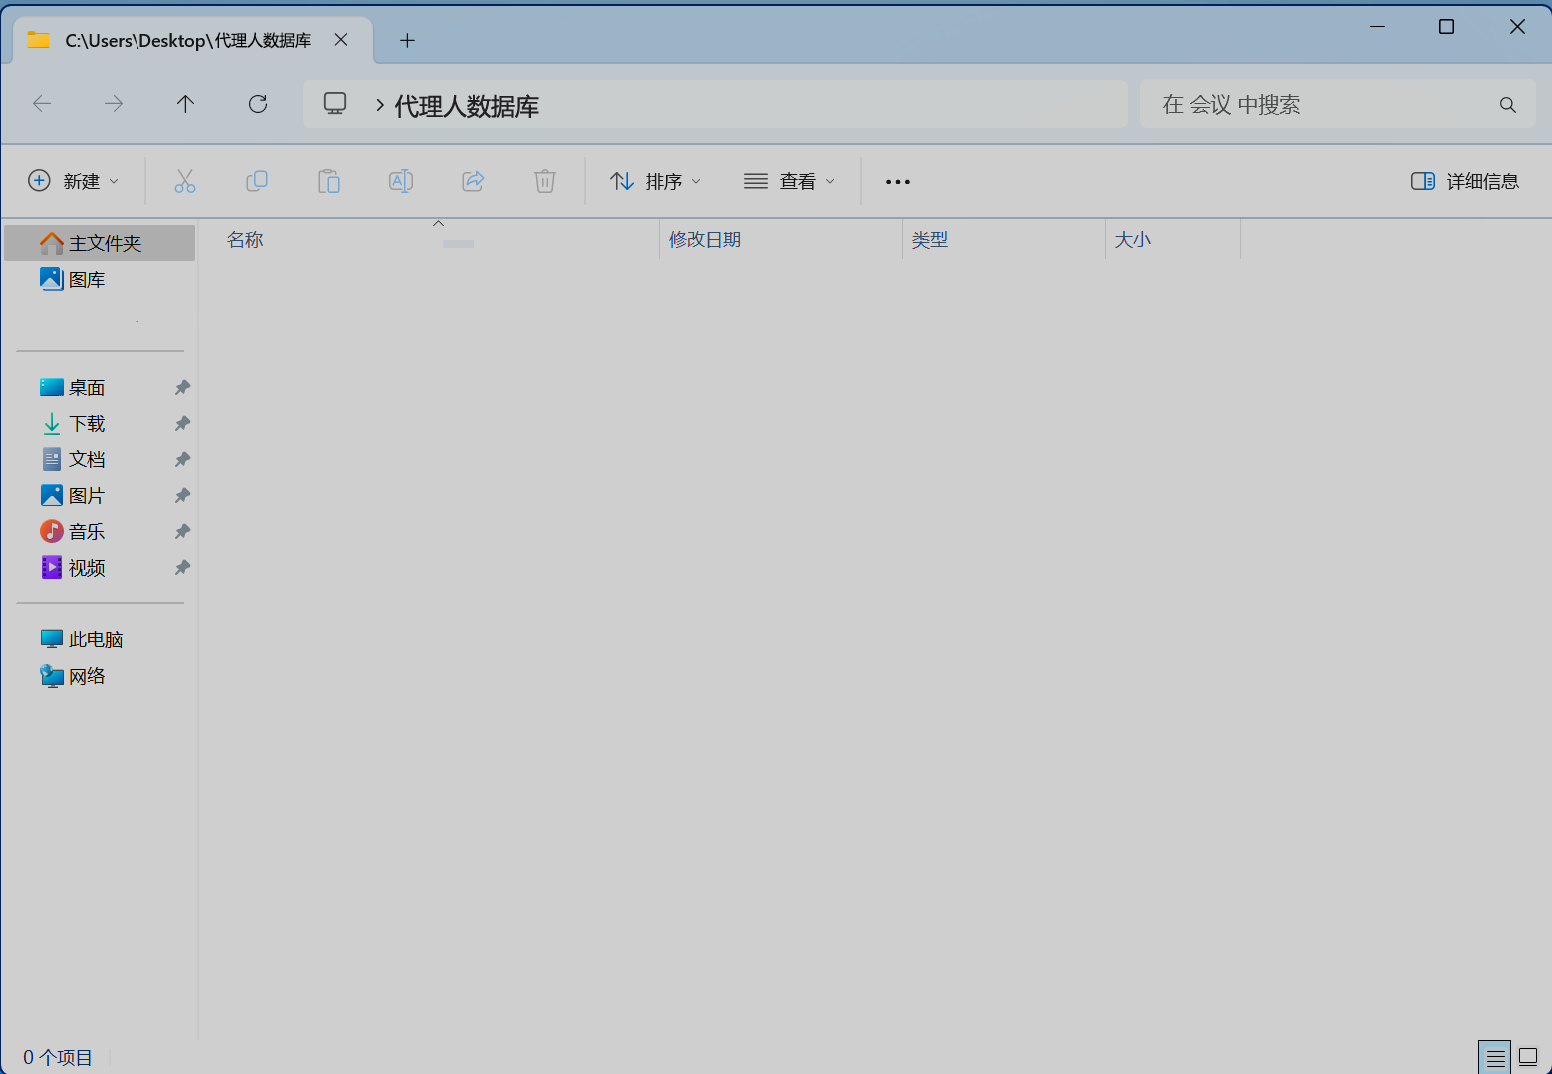 C:\Users\Desktop\代理人数据库
代理人数据库
在 会议 中搜索
新建
排序
查看
详细信息
主文件夹
图库
名称
修改日期
类型
大小
桌面
下载
文档
图片
音乐
视频
此电脑
网络
0 个项目